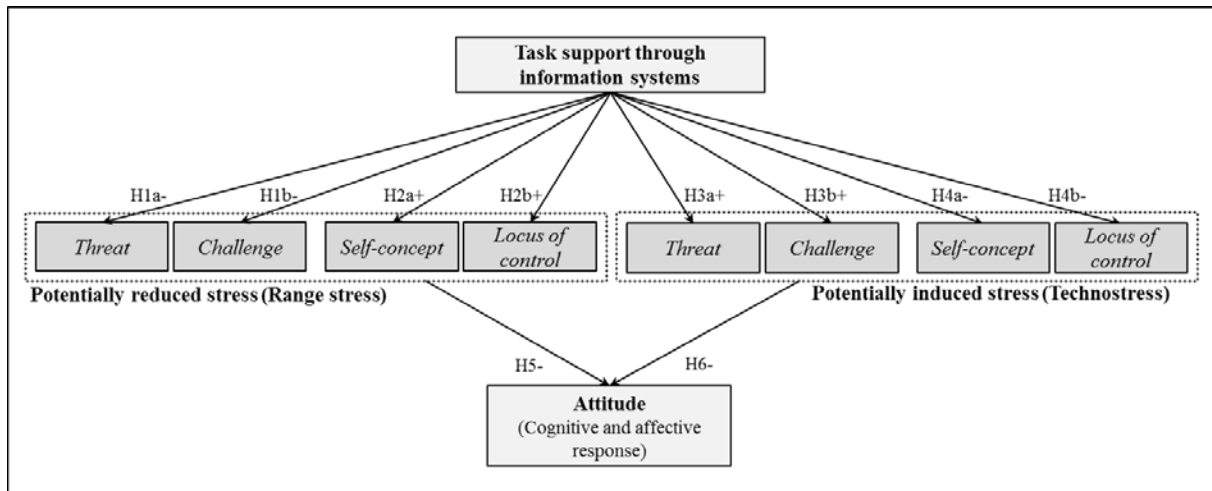 Task support through
information systems
H1a-
H1b-
H2a+
H2b+
H3a+
H3b+
H4a-
H4b-
Threat
Challenge
Self-concept
Locus of
control
Threat
Challenge
Self-concept
Locus of
control
Potentially reduced stress (Range stress)
Potentially induced stress (Technostress)
H5-
H6-
Attitude
(Cognitive and affective
response)